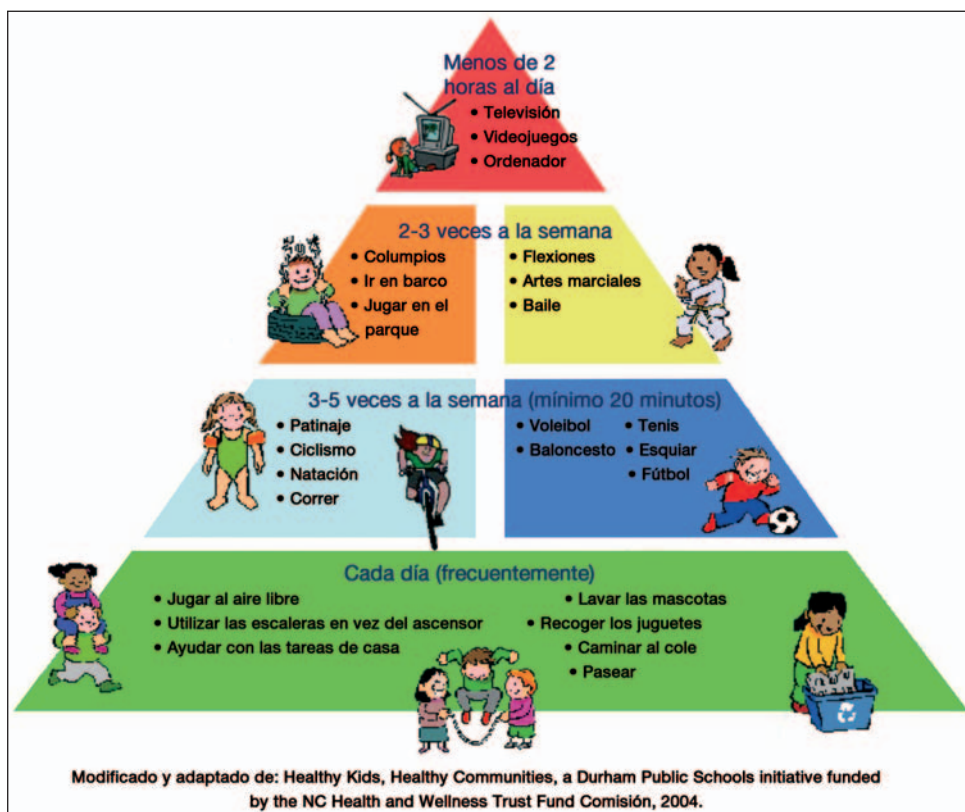 Menos de 2
horas al día
• Televisión
• Videojuegos
• Ordenador
2-3 veces a la semana
• Columpios
• Ir en barco
• Jugar en el
parque
• Flexiones
• Artes marciales
• Baile
3-5 veces a la semana (mínimo 20 minutos)
• Patinaje
• Ciclismo
• Natación
• Correr
• Voleibol
• Baloncesto
• Tenis
• Esquiar
• Fútbol
Cada día (frecuentemente)
• Jugar al aire libre
• Utilizar las escaleras en vez del ascensor
• Ayudar con las tareas de casa
• Lavar las mascotas
• Recoger los juguetes
• Caminar al cole
• Pasear
Modificado y adaptado de: Healthy Kids, Healthy Communities, a Durham Public Schools initiative funded
by the NC Health and Wellness Trust Fund Comisión, 2004.